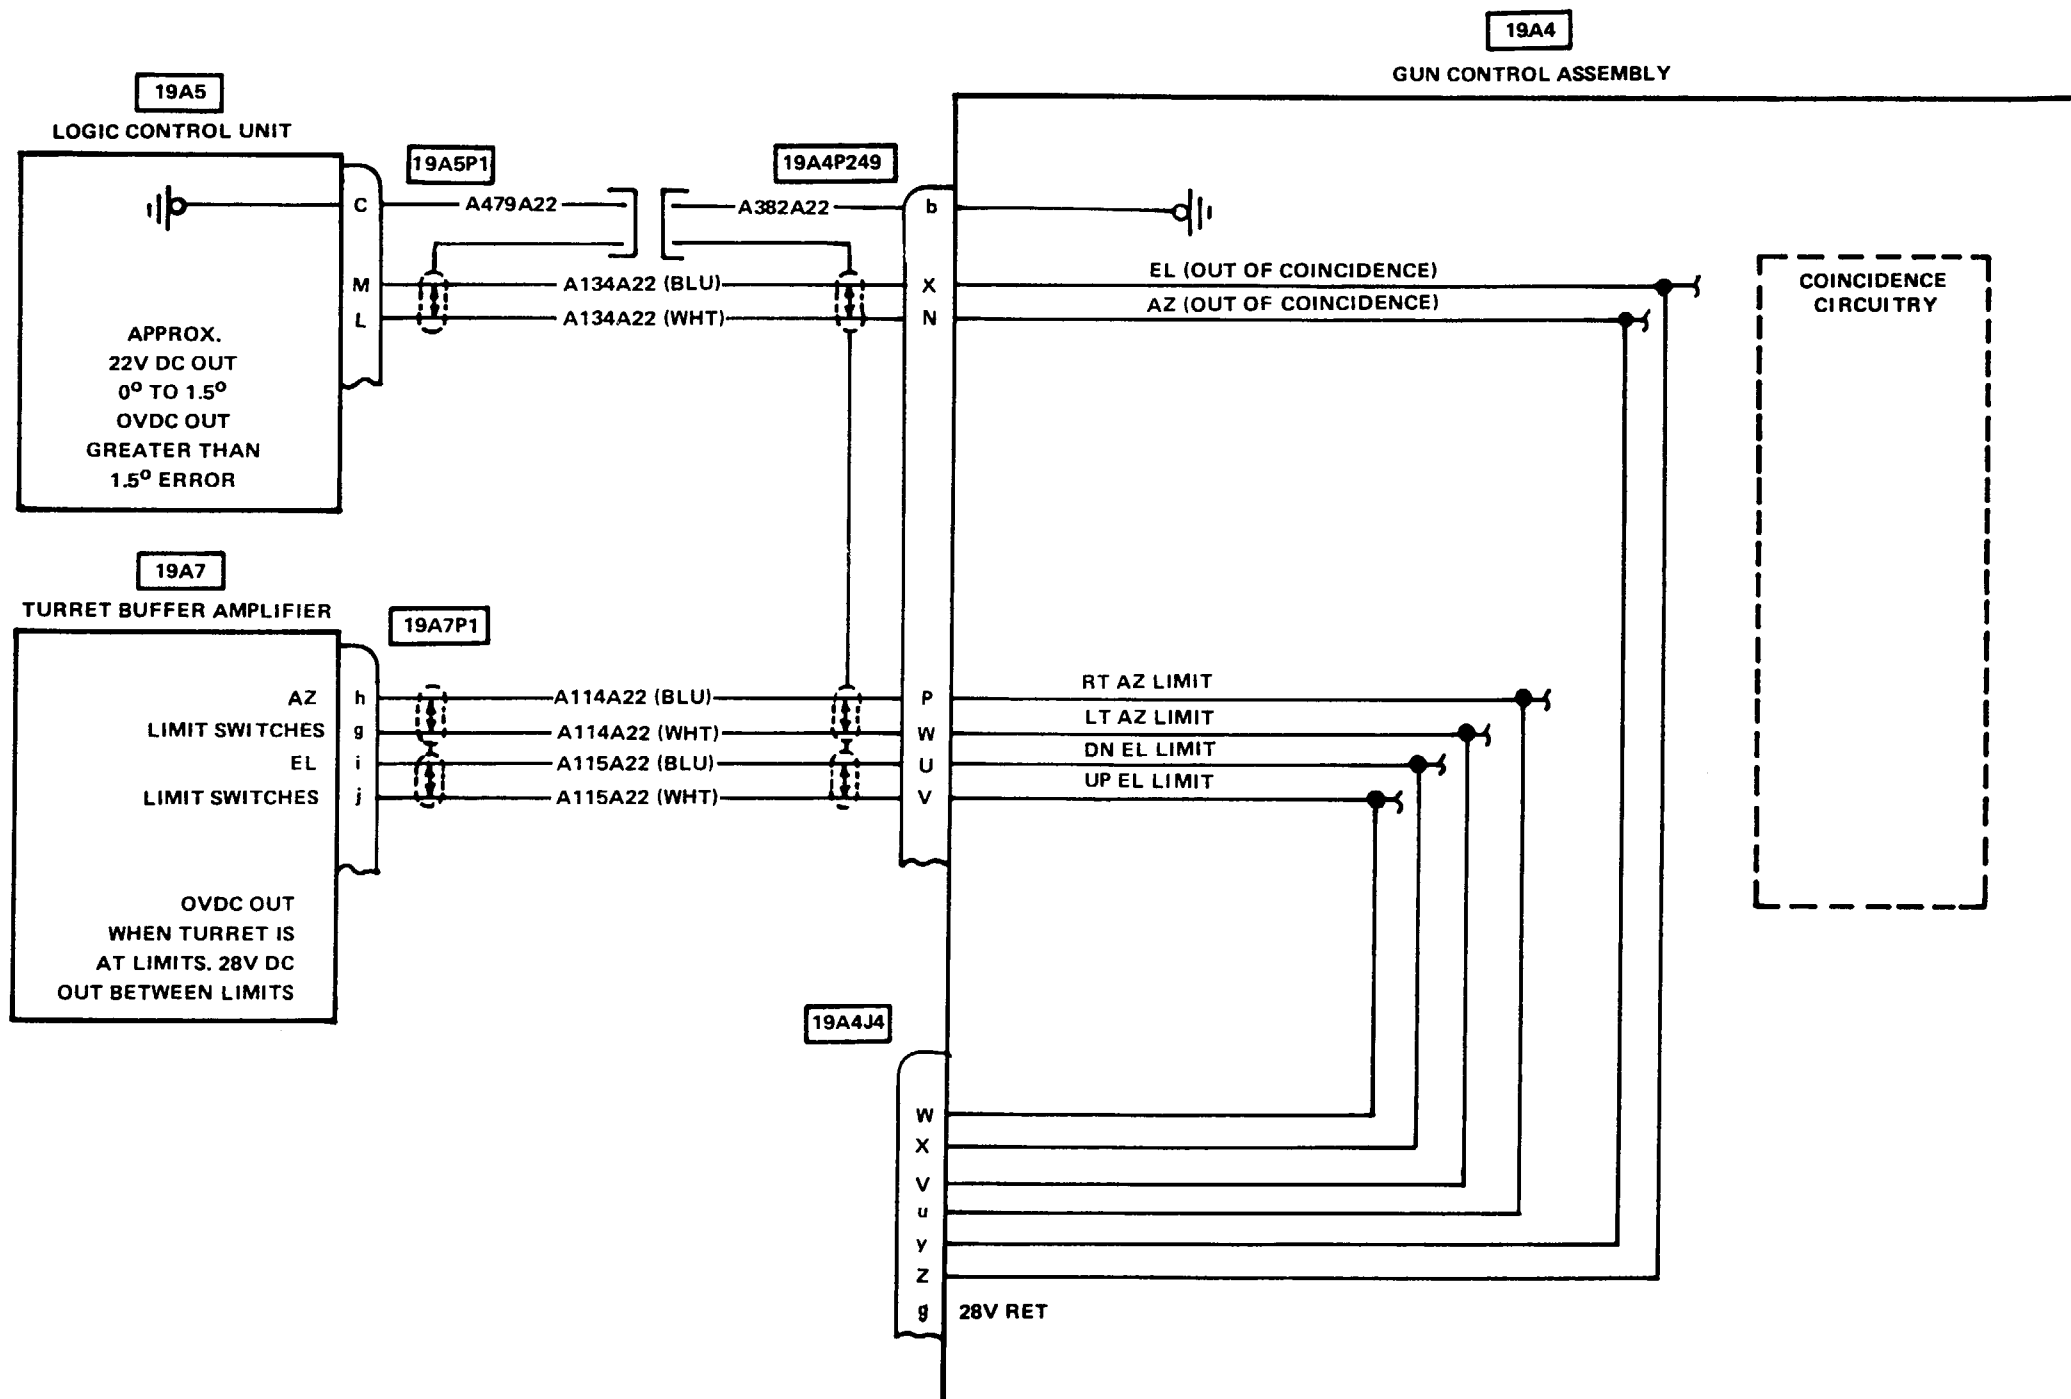 19A4
GUN CONTROL ASSEMBLY
19A5
LOGIC CONTROL UNIT
19A5P1
19A4P249
C
A479A22
A382A22
b
M
A134A22 (BLU)
X
EL (OUT OF COINCIDENCE)
L
A134A22 (WHT)
N
AZ (OUT OF COINCIDENCE)
COINCIDENCE
CIRCUITRY
APPROX.
22V DC OUT
0° TO 1.5°
OVDC OUT
GREATER THAN
1.5° ERROR
19A7
TURRET BUFFER AMPLIFIER
19A7P1
AZ h
A114A22 (BLU)
P
RT AZ LIMIT
LIMIT SWITCHES g
A114A22 (WHT)
W
LT AZ LIMIT
EL i
A115A22 (BLU)
U
DN EL LIMIT
LIMIT SWITCHES j
A115A22 (WHT)
V
UP EL LIMIT
OVDC OUT
WHEN TURRET IS
AT LIMITS. 28V DC
OUT BETWEEN LIMITS
19A4J4
W
X
V
u
y
Z
g 28V RET